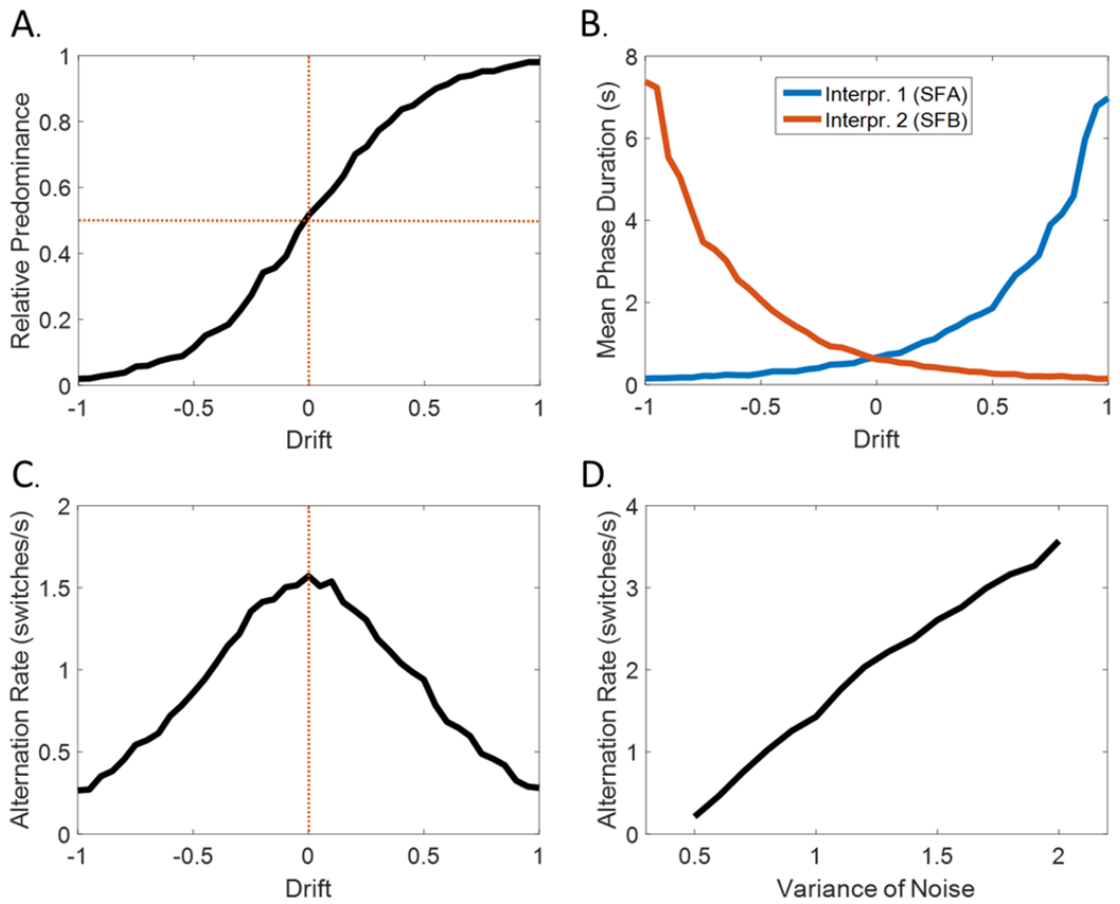 A.
Relative Predominance
1
0.8
0.6
0.4
0.2
0
-1
-0.5
0
0.5
1
Drift
B.
Mean Phase Duration (s)
8
6
4
2
0
Interpr. 1 (SFA)
Interpr. 2 (SFB)
-1
-0.5
0
0.5
1
Drift
C.
Alternation Rate (switches/s)
2
1.5
1
0.5
0
-1
-0.5
0
0.5
1
Drift
D.
Alternation Rate (switches/s)
4
3
2
1
0
0.5
1
1.5
2
Variance of Noise